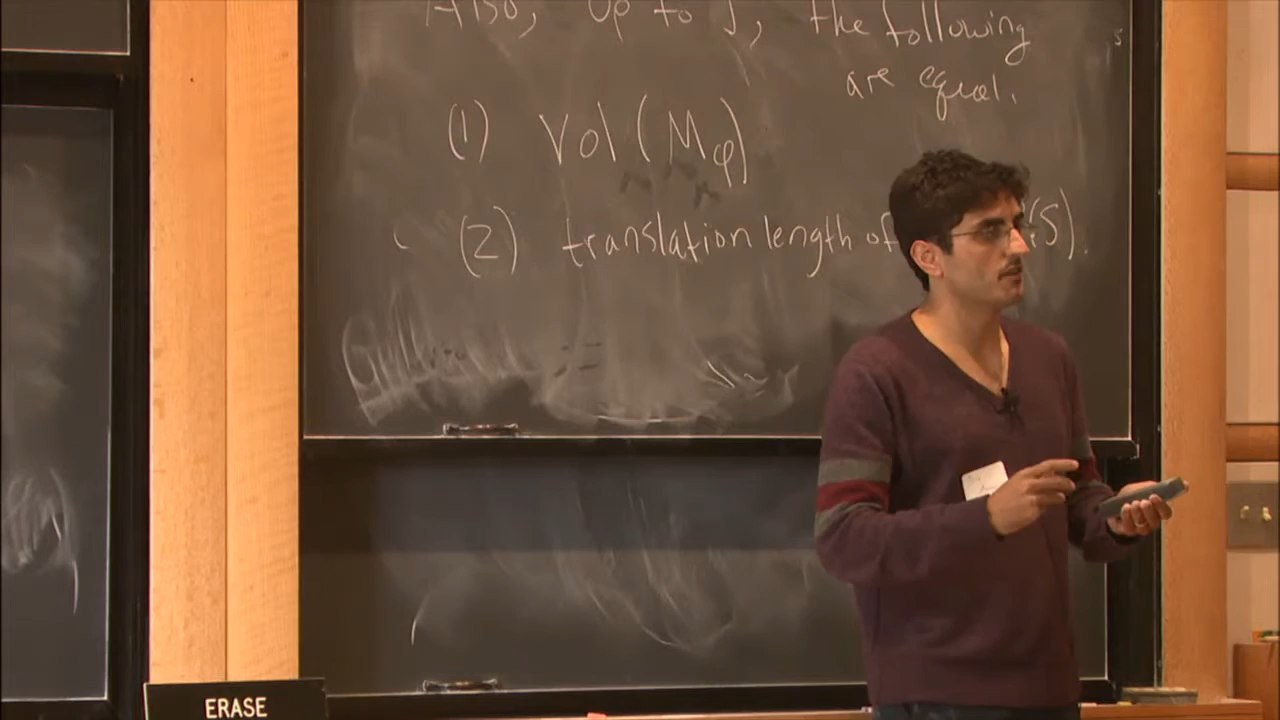 Also, up to S, the following
are equal.
(1) Vol(Mφ)
(2) translation length of (S).
ERASE